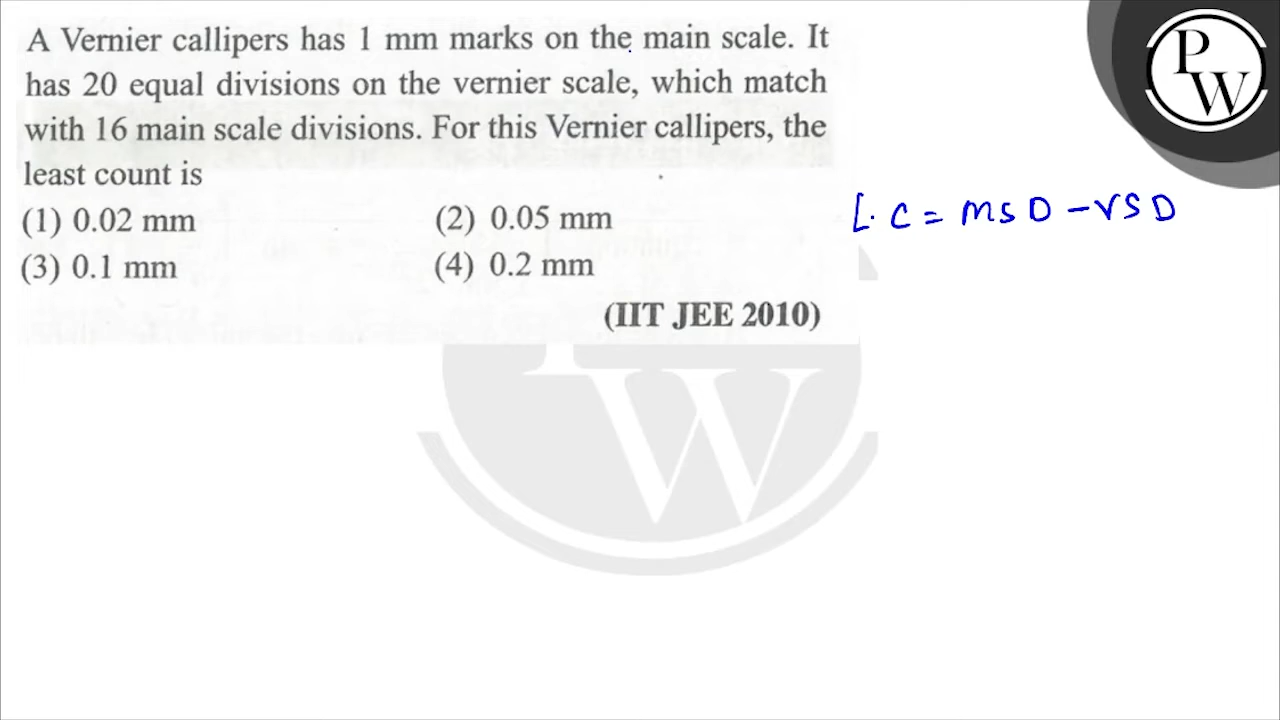 A Vernier callipers has 1 mm marks on the main scale. It
has 20 equal divisions on the vernier scale, which match
with 16 main scale divisions. For this Vernier callipers, the
least count is
(1) 0.02 mm (2) 0.05 mm
(3) 0.1 mm (4) 0.2 mm
(IIT JEE 2010)
L.C = MSD - VSD
P
W
W